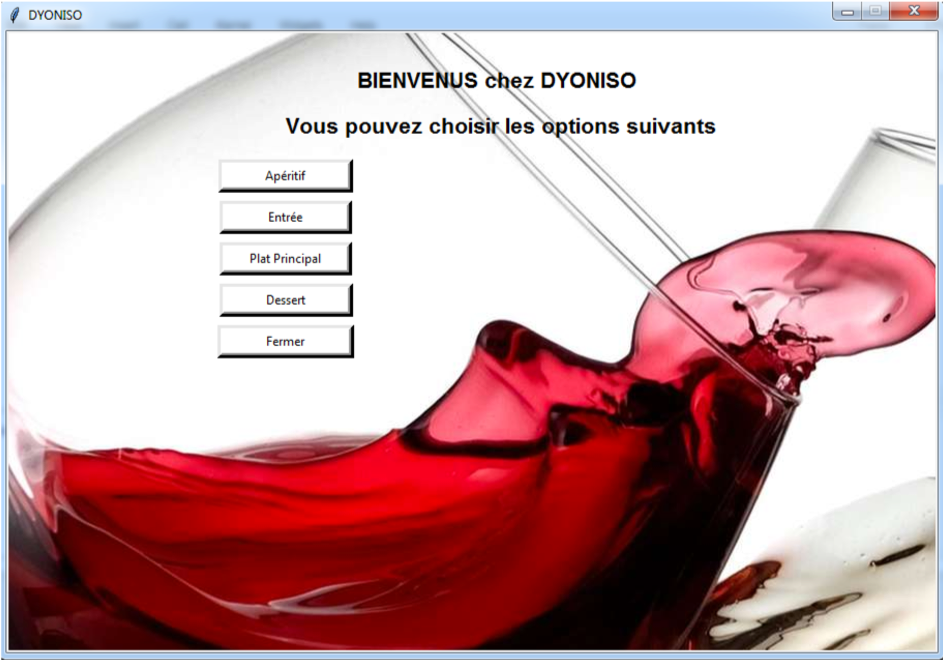 DYONISO
BIENVENUS chez DYONISO
Vous pouvez choisir les options suivants
Apéritif
Entrée
Plat Principal
Dessert
Fermer